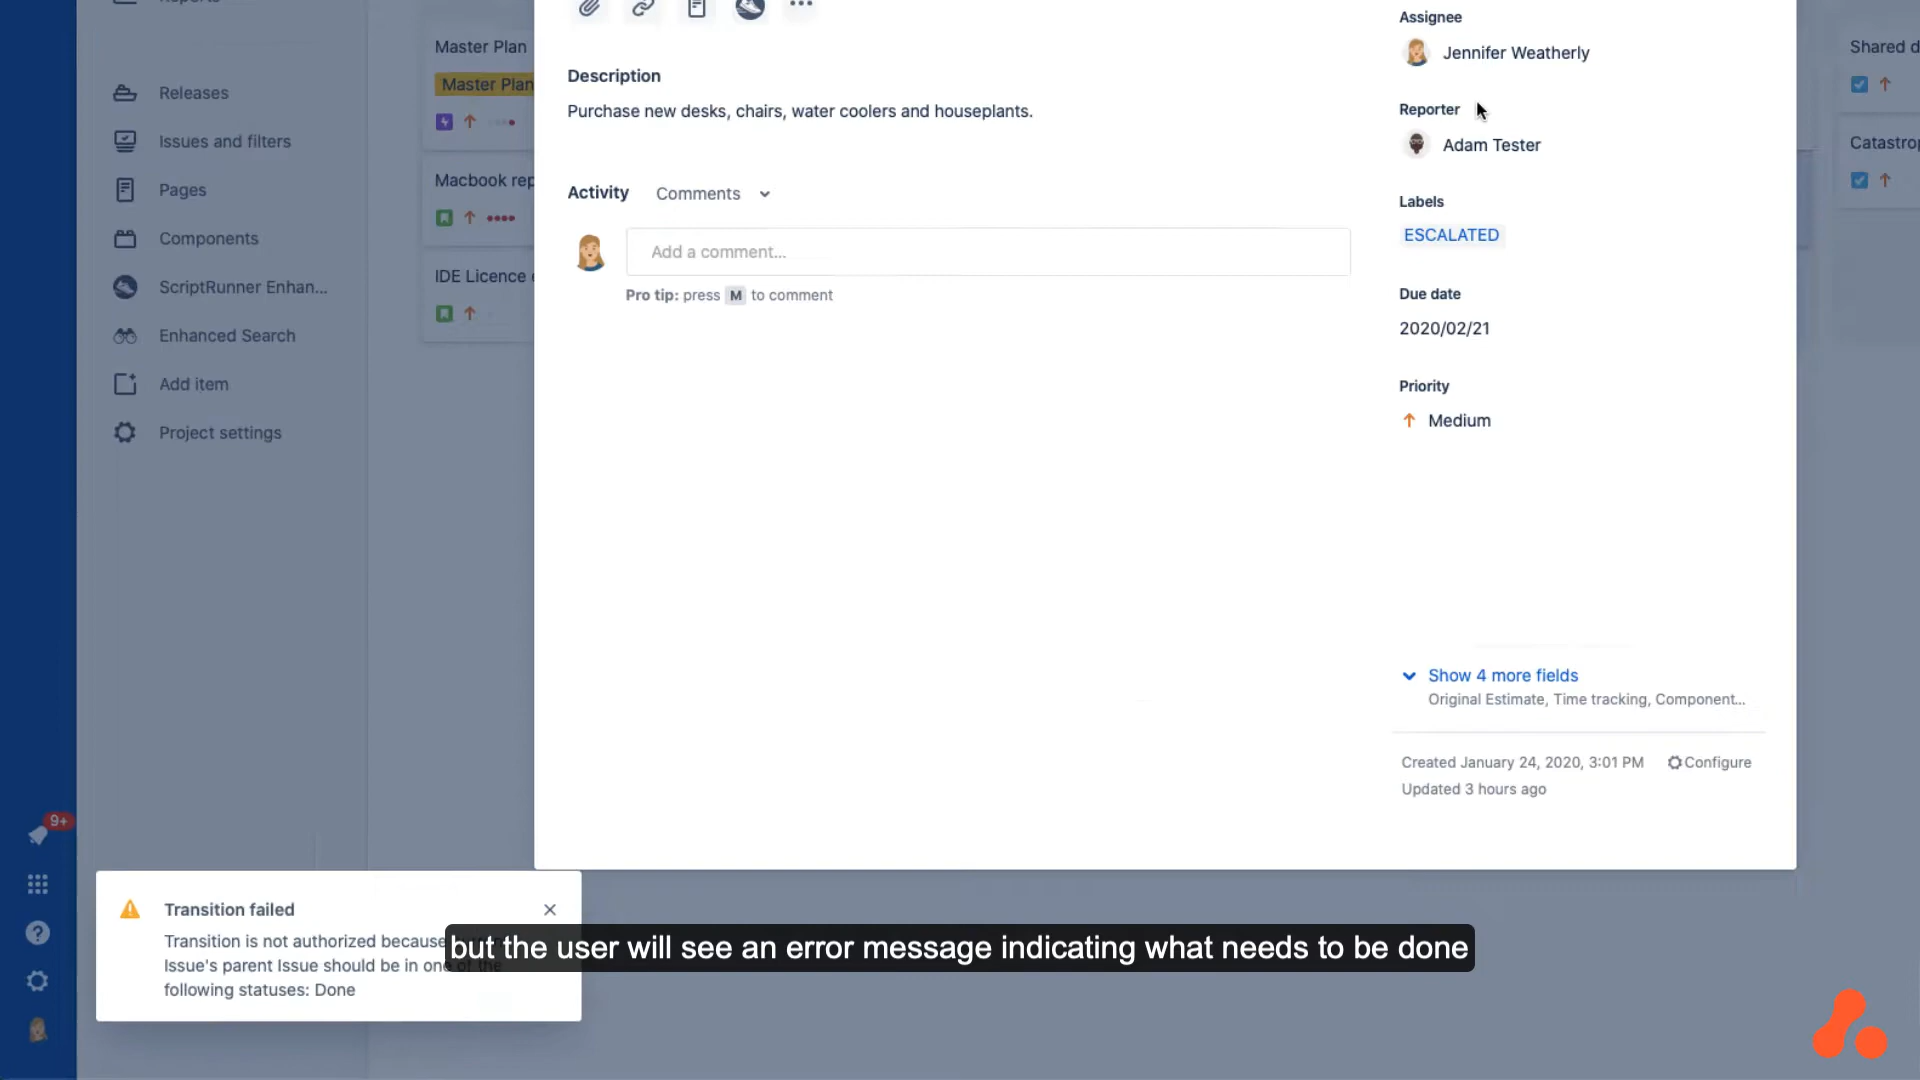 Releases
Issues and filters
Pages
Components
ScriptRunner Enhan...
Enhanced Search
Add item
Project settings
9+
Master Plan
Master Plan
Macbook rep
IDE Licence
Description
Purchase new desks, chairs, water coolers and houseplants.
Activity Comments
Add a comment...
Pro tip: press M to comment
Assignee
Jennifer Weatherly
Reporter
Adam Tester
Labels
ESCALATED
Due date
2020/02/21
Priority
Medium
Show 4 more fields
Original Estimate, Time tracking, Component...
Created January 24, 2020, 3:01 PM Configure
Updated 3 hours ago
Shared d
Catastrop
Transition failed
Transition is not authorized because
Issue's parent Issue should be in one of the
following statuses: Done
but the user will see an error message indicating what needs to be done